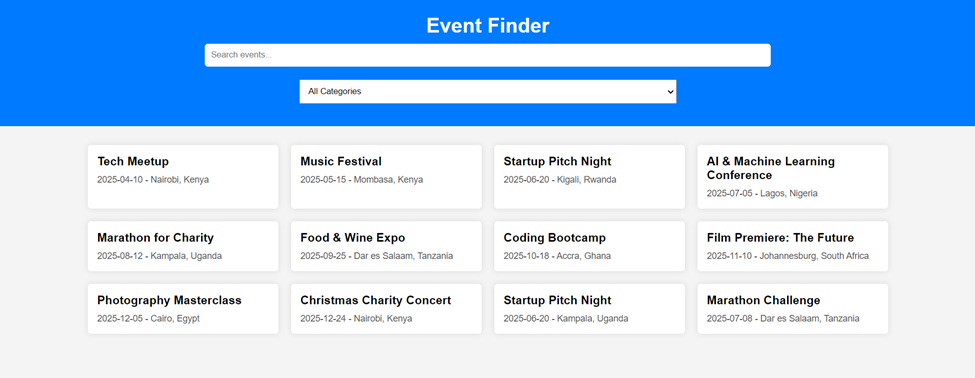 Event Finder
Search events...
All Categories
Tech Meetup
2025-04-10 - Nairobi, Kenya
Music Festival
2025-05-15 - Mombasa, Kenya
Startup Pitch Night
2025-06-20 - Kigali, Rwanda
AI & Machine Learning
Conference
2025-07-05 - Lagos, Nigeria
Marathon for Charity
2025-08-12 - Kampala, Uganda
Food & Wine Expo
2025-09-25 - Dar es Salaam, Tanzania
Coding Bootcamp
2025-10-18 - Accra, Ghana
Film Premiere: The Future
2025-11-10 - Johannesburg, South Africa
Photography Masterclass
2025-12-05 - Cairo, Egypt
Christmas Charity Concert
2025-12-24 - Nairobi, Kenya
Startup Pitch Night
2025-06-20 - Kampala, Uganda
Marathon Challenge
2025-07-08 - Dar es Salaam, Tanzania